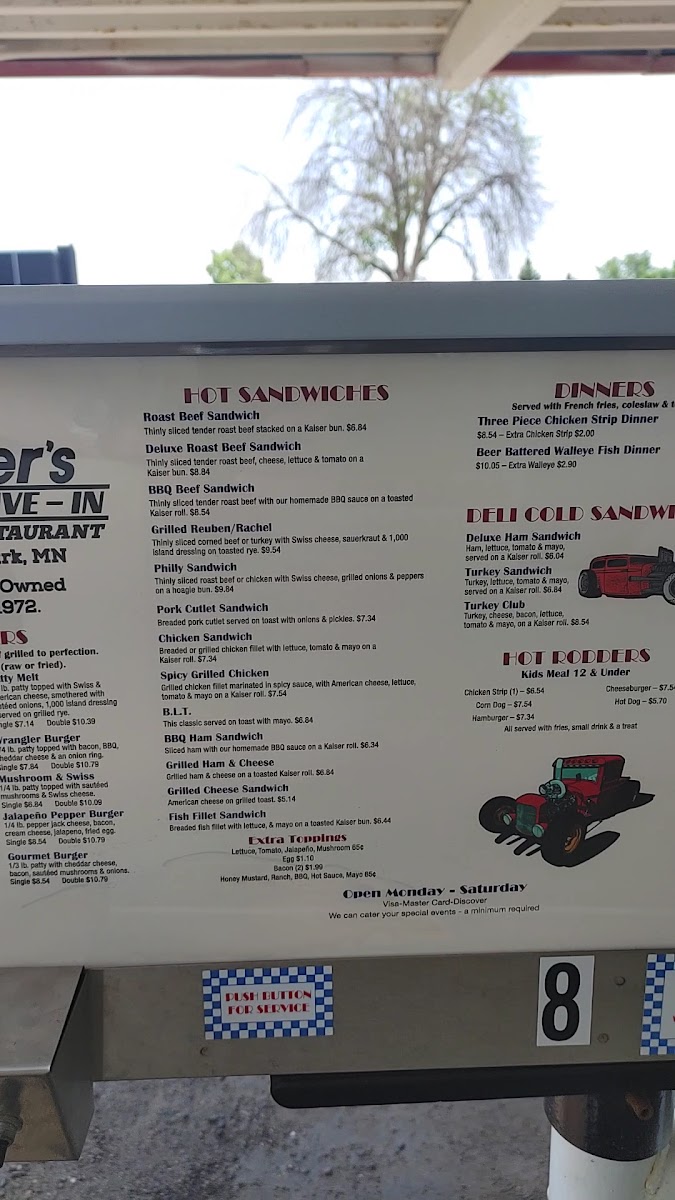 er's
VE - IN
TAURANT
rk, MN
Owned
972.
RS
grilled to perfection.
(raw or fried).
tty Melt
lb. patty topped with Swiss &
erican cheese, smothered with
téed onions, 1,000 island dressing
served on grilled rye.
ngle $7.14 Double $10.39
rangler Burger
/4 lb. patty topped with bacon, BBQ,
heddar cheese & an onion ring.
Single $7.84 Double $10.79
Mushroom & Swiss
1/4 lb. patty topped with sautéed
mushrooms & Swiss cheese.
Single $6.84 Double $10.09
Jalapeño Pepper Burger
1/4 lb. pepper jack cheese, bacon,
cream cheese, jalapeno, fried egg.
Single $8.54 Double $10.79
Gourmet Burger
1/3 lb. patty with cheddar cheese,
bacon, sautéed mushrooms & onions.
Single $8.54 Double $10.79
HOT SANDWICHES
Roast Beef Sandwich
Thinly sliced tender roast beef stacked on a Kaiser bun. $6.84
Deluxe Roast Beef Sandwich
Thinly sliced tender roast beef, cheese, lettuce & tomato on a
Kaiser bun. $8.84
BBQ Beef Sandwich
Thinly sliced tender roast beef with our homemade BBQ sauce on a toasted
Kaiser roll. $8.54
Grilled Reuben/Rachel
Thinly sliced corned beef or turkey with Swiss cheese, sauerkraut & 1,000
island dressing on toasted rye. $9.54
Philly Sandwich
Thinly sliced roast beef or chicken with Swiss cheese, grilled onions & peppers
on a hoagie bun. $9.84
Pork Cutlet Sandwich
Breaded pork cutlet served on toast with onions & pickles. $7.34
Chicken Sandwich
Breaded or grilled chicken fillet with lettuce, tomato & mayo on a
Kaiser roll. $7.34
Spicy Grilled Chicken
Grilled chicken fillet marinated in spicy sauce, with American cheese, lettuce,
tomato & mayo on a Kaiser roll. $7.54
B.L.T.
This classic served on toast with mayo. $6.84
BBQ Ham Sandwich
Sliced ham with our homemade BBQ sauce on a Kaiser roll. $6.34
Grilled Ham & Cheese
Grilled ham & cheese on a toasted Kaiser roll. $6.84
Grilled Cheese Sandwich
American cheese on grilled toast. $5.14
Fish Fillet Sandwich
Breaded fish fillet with lettuce, & mayo on a toasted Kaiser bun. $6.44
Extra Toppings
Lettuce, Tomato, Jalapeño, Mushroom 65¢
Egg $1.10
Bacon (2) $1.99
Honey Mustard, Ranch, BBQ, Hot Sauce, Mayo 65¢
DINNERS
Served with French fries, coleslaw & t
Three Piece Chicken Strip Dinner
$8.54 – Extra Chicken Strip $2.00
Beer Battered Walleye Fish Dinner
$10.05 – Extra Walleye $2.90
DELI COLD SANDWI
Deluxe Ham Sandwich
Ham, lettuce, tomato & mayo,
served on a Kaiser roll. $6.04
Turkey Sandwich
Turkey, lettuce, tomato & mayo,
served on a Kaiser roll. $6.84
Turkey Club
Turkey, cheese, bacon, lettuce,
tomato & mayo, on a Kaiser roll. $8.54
HOT RODDERS
Kids Meal 12 & Under
Chicken Strip (1) – $6.54 Cheeseburger – $7.5
Corn Dog – $7.54 Hot Dog – $5.70
Hamburger – $7.34
All served with fries, small drink & a treat
Open Monday - Saturday
Visa-Master Card-Discover
We can cater your special events - a minimum required
PUSH BUTTON
FOR SERVICE
8